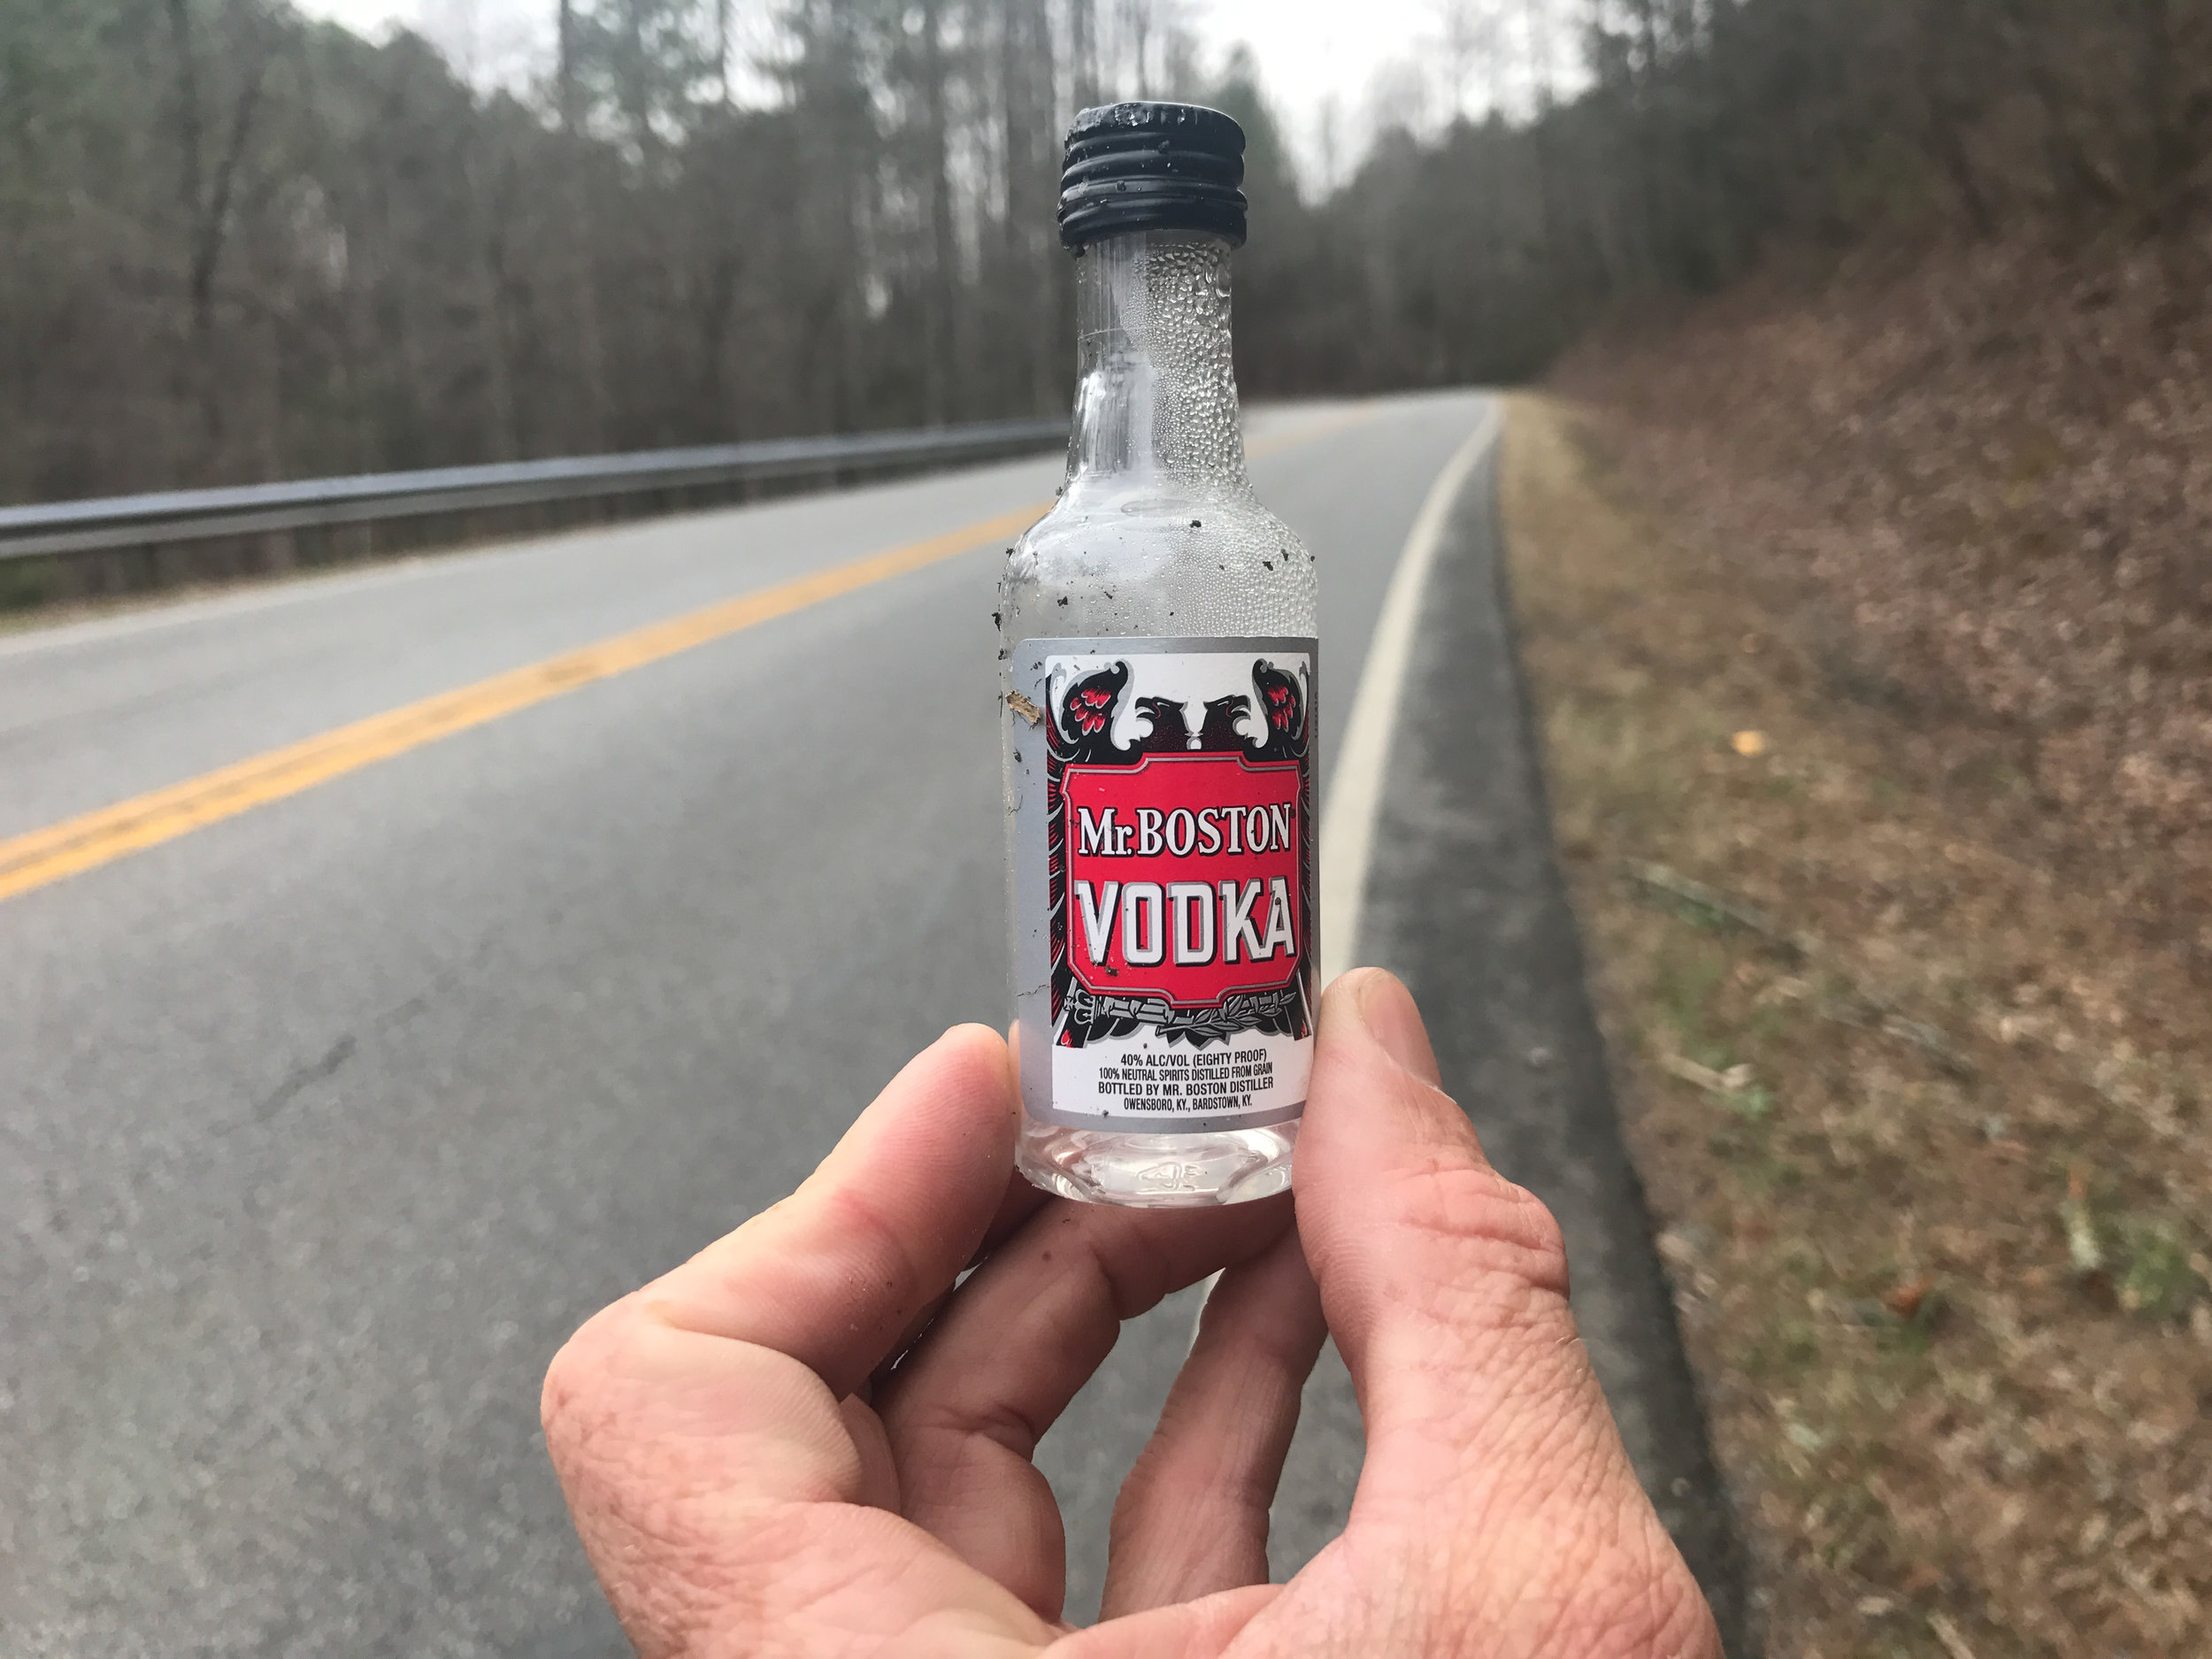 Mr. BOSTON
VODKA
40% ALC/VOL (EIGHTY PROOF)
100% NEUTRAL SPIRITS DISTILLED FROM GRAIN
BOTTLED BY MR. BOSTON DISTILLER
OWENSBORO, KY., BARDSTOWN, KY.